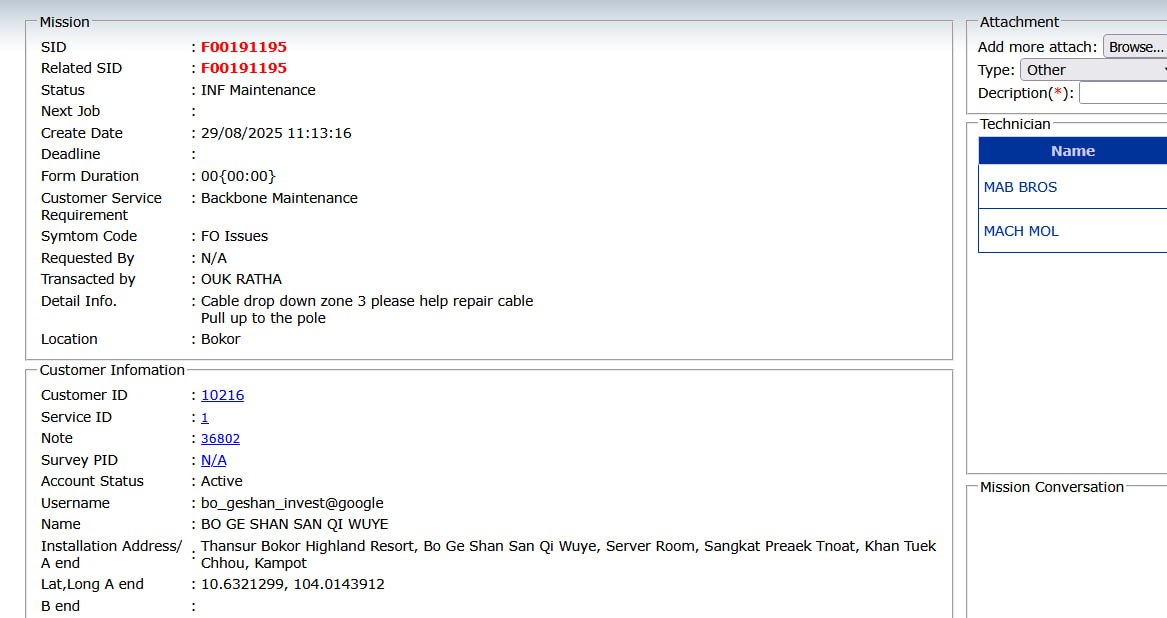 Mission
SID : F00191195
Related SID : F00191195
Status : INF Maintenance
Next Job :
Create Date : 29/08/2025 11:13:16
Deadline :
Form Duration : 00{00:00}
Customer Service : Backbone Maintenance
Requirement
Symtom Code : FO Issues
Requested By : N/A
Transacted by : OUK RATHA
Detail Info. : Cable drop down zone 3 please help repair cable
Pull up to the pole
Location : Bokor
Customer Infomation
Customer ID : 10216
Service ID : 1
Note : 36802
Survey PID : N/A
Account Status : Active
Username : bo_geshan_invest@google
Name : BO GE SHAN SAN QI WUYE
Installation Address/ : Thansur Bokor Highland Resort, Bo Ge Shan San Qi Wuye, Server Room, Sangkat Preaek Tnoat, Khan Tuek
A end Chhou, Kampot
Lat,Long A end : 10.6321299, 104.0143912
B end :
Attachment
Add more attach: Browse...
Type: Other
Decription(*):
Technician
Name
MAB BROS
MACH MOL
Mission Conversation